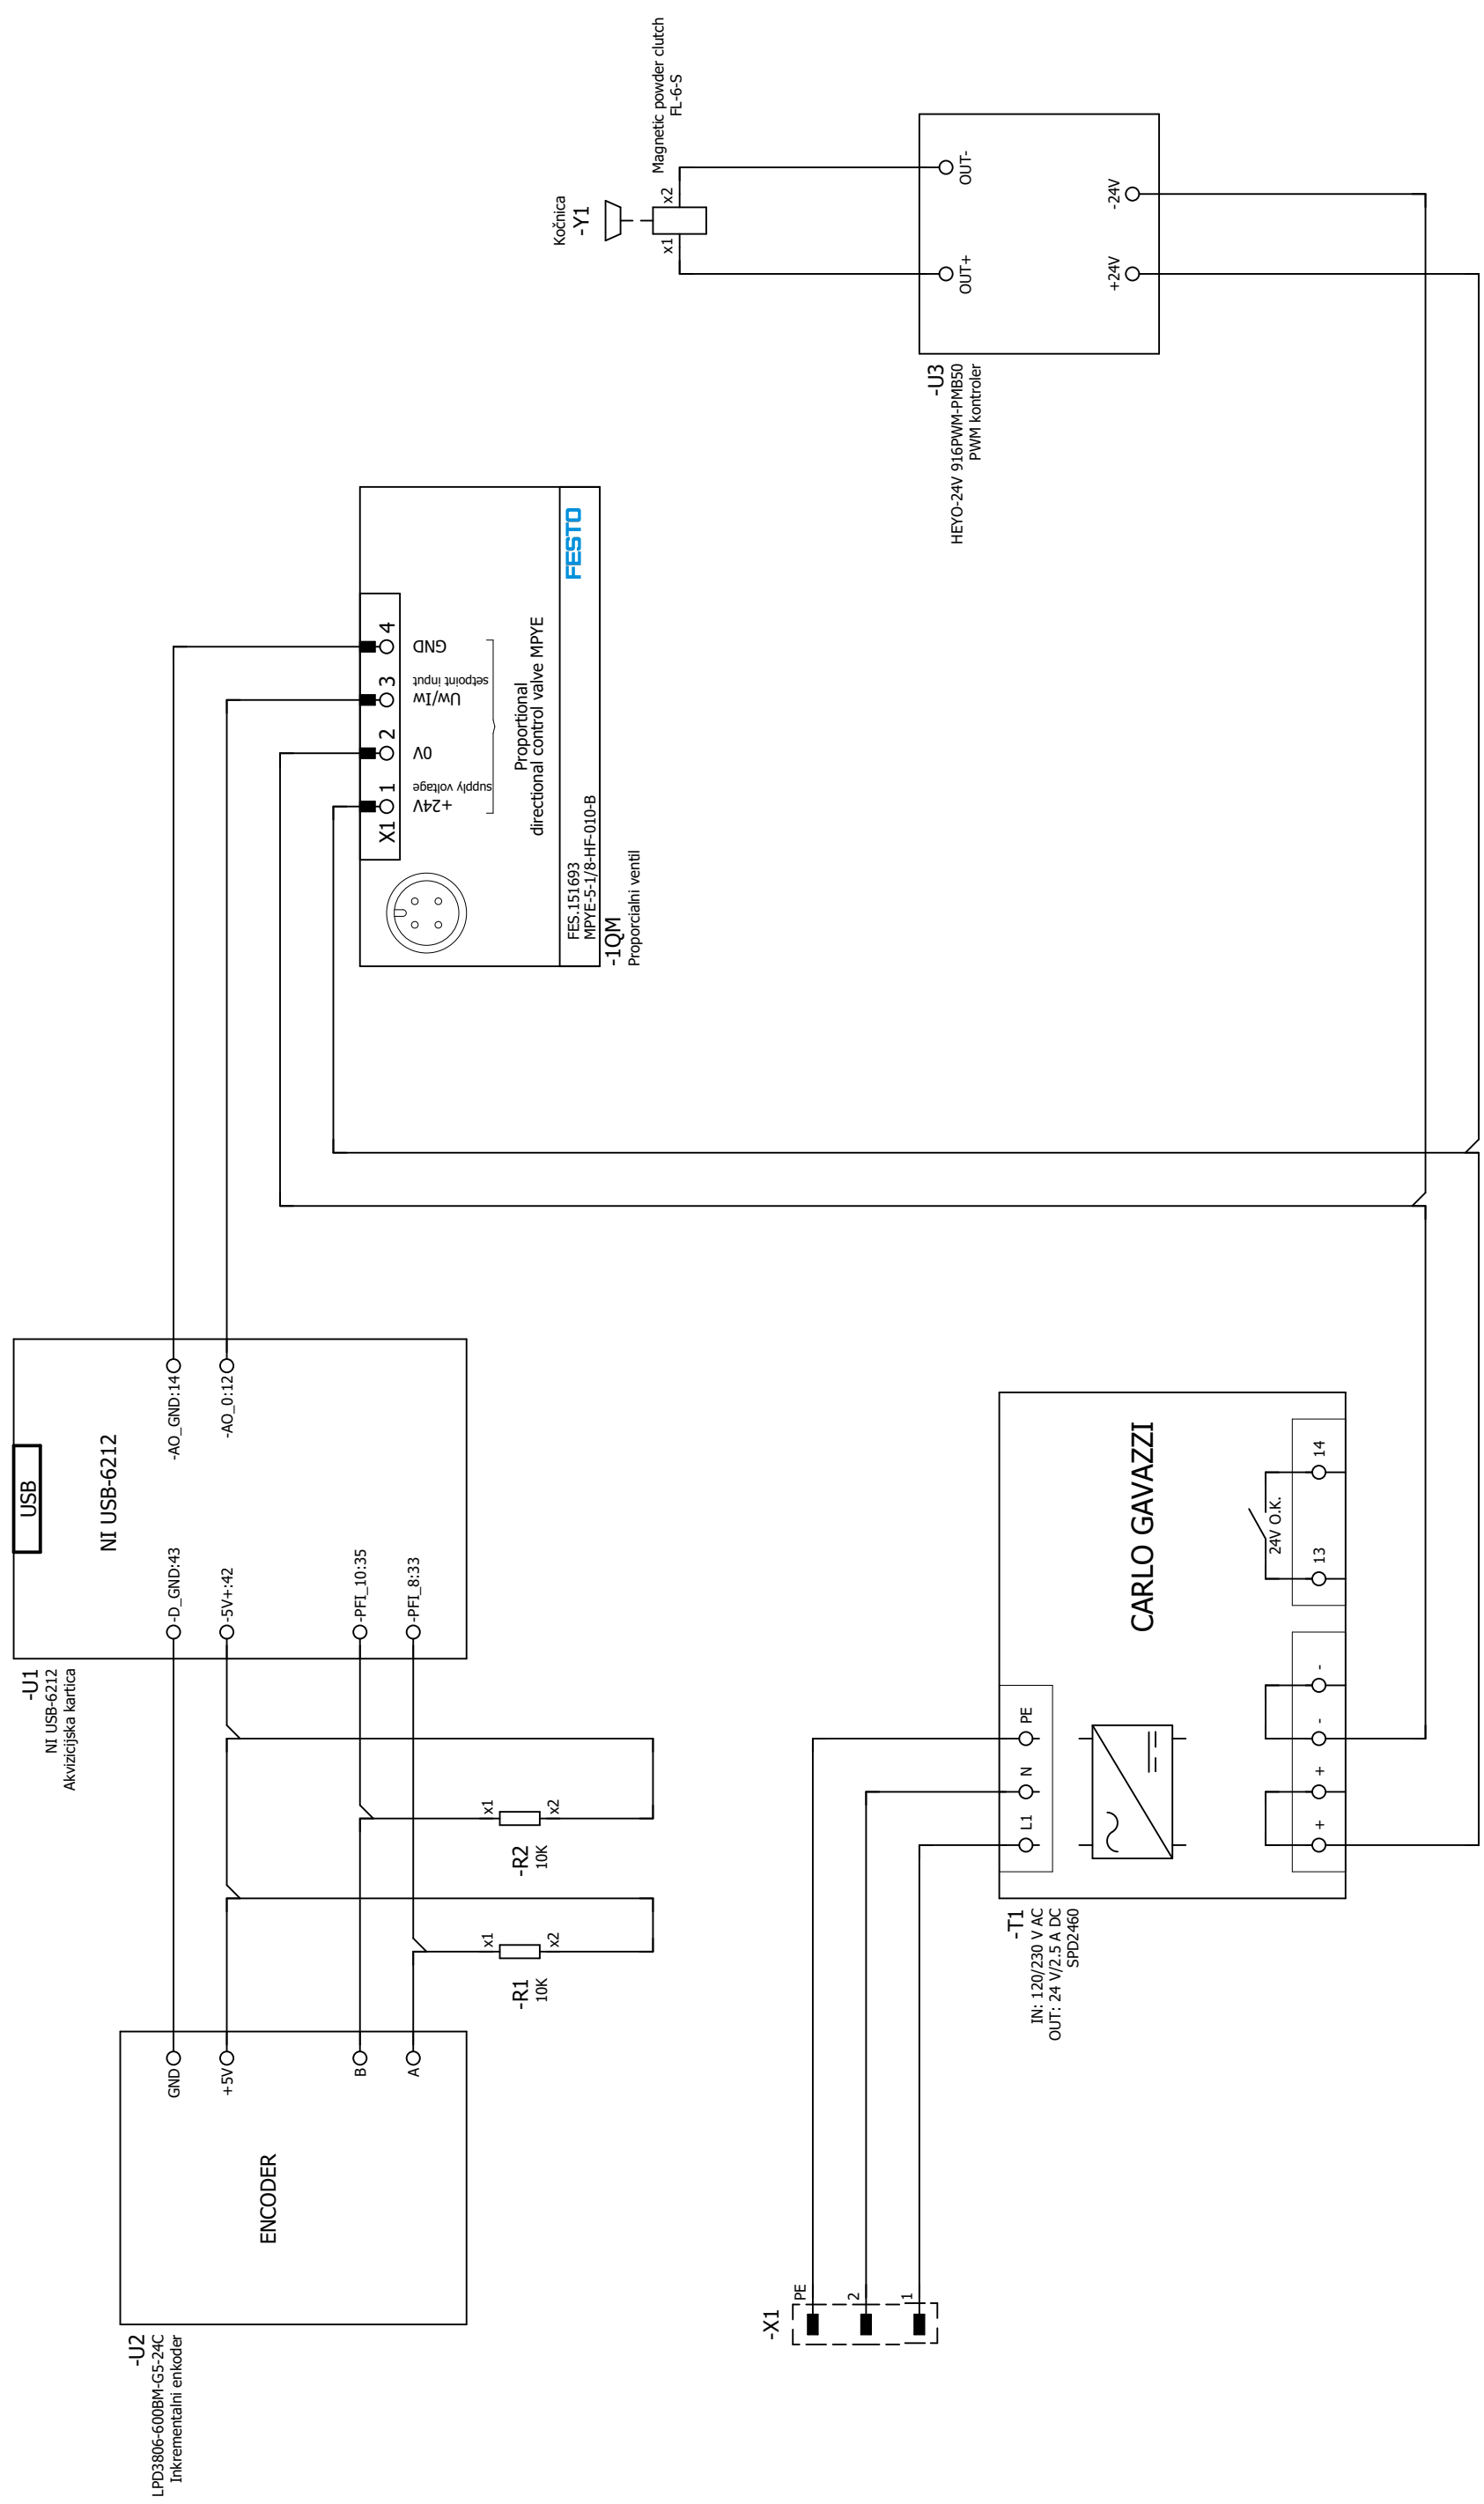 -U2
LPD3806-600BM-G5-24C
Inkrementalni enkoder
ENCODER
GND
+5V
B
A
-R1
10K
x1
x2
-R2
10K
x1
x2
-U1
NI USB-6212
Akvizicijska kartica
USB
NI USB-6212
-D_GND:43
-5V+:42
-PFI_10:35
-PFI_8:33
-AO_GND:14
-AO_0:12
-1QM
Proporcialni ventil
FES.151693
MPYE-5-1/8-HF-010-B
FESTO
Proportional
directional control valve MPYE
X1
1
2
3
4
+24V
supply voltage
0V
Uw/Iw
setpoint input
GND
Kočnica
-Y1
x1
x2
Magnetic powder clutch
FL-6-S
-U3
HEYO-24V 916PWM-PMB50
PWM kontroler
OUT+
OUT-
+24V
-24V
-X1
PE
2
1
-T1
IN: 120/230 V AC
OUT: 24 V/2.5 A DC
SPD2460
L1
N
PE
CARLO GAVAZZI
+
+
-
-
24V O.K.
13
14